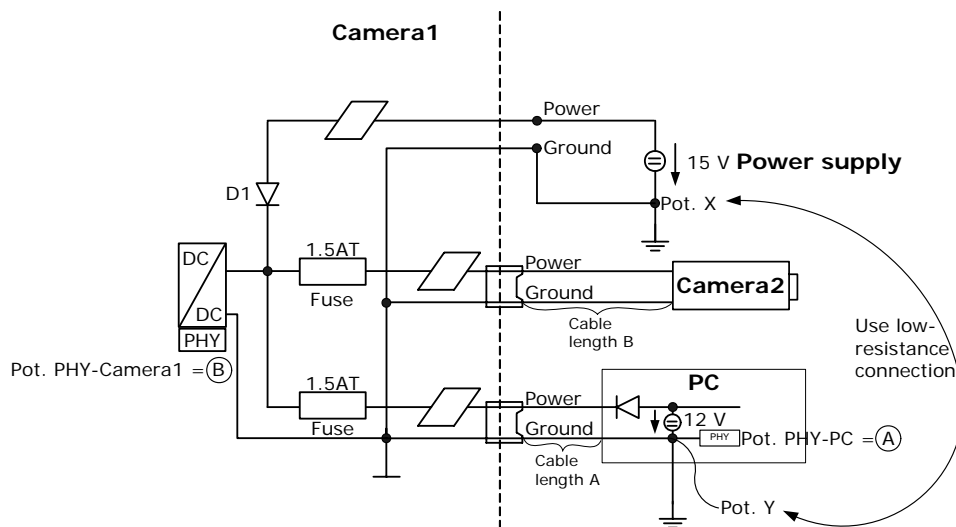 Camera1
Power
Ground
15 V Power supply
D1
Pot. X
DC
DC
PHY
1.5AT
Fuse
Power
Ground
Camera2
Cable
length B
Use low-
resistance
connection
Pot. PHY-Camera1 = B
1.5AT
Fuse
PC
Power
Ground
12 V
PHY
Pot. PHY-PC = A
Cable
length A
Pot. Y